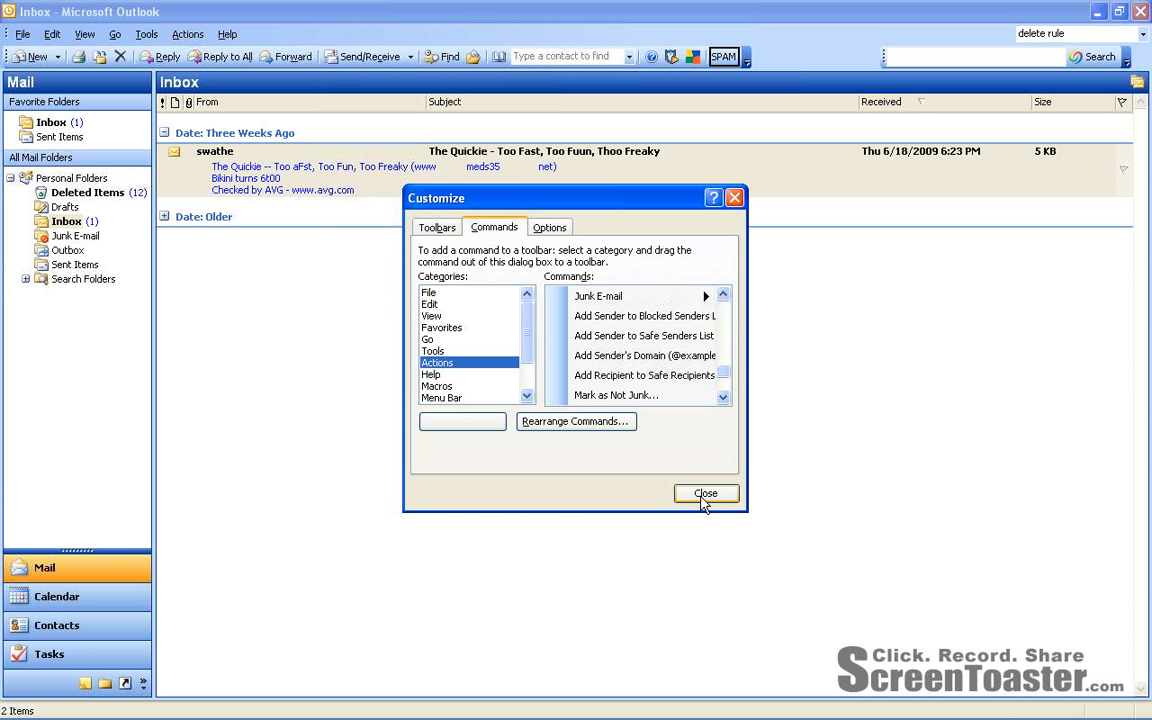 Inbox - Microsoft Outlook
File Edit View Go Tools Actions Help
delete rule
New Reply Reply to All Forward Send/Receive Find Type a contact to find SPAM Search
Mail
Inbox
Favorite Folders
! From Subject Received Size
Inbox (1)
Sent Items
All Mail Folders
Personal Folders
Deleted Items (12)
Drafts
Inbox (1)
Junk E-mail
Outbox
Sent Items
Search Folders
Date: Three Weeks Ago
swathe The Quickie - Too Fast, Too Fuun, Thoo Freaky Thu 6/18/2009 6:23 PM 5 KB
The Quickie -- Too aFst, Too Fun, Too Freaky (www meds35 net)
Bikini turns 6t00
Checked by AVG - www.avg.com
Date: Older
Customize
Toolbars Commands Options
To add a command to a toolbar: select a category and drag the
command out of this dialog box to a toolbar.
Categories: Commands:
File
Edit
View
Favorites
Go
Tools
Actions
Help
Macros
Menu Bar
Junk E-mail
Add Sender to Blocked Senders L
Add Sender to Safe Senders List
Add Sender's Domain (@example
Add Recipient to Safe Recipients
Mark as Not Junk...
Rearrange Commands...
Close
Mail
Calendar
Contacts
Tasks
2 Items
Click. Record. Share
ScreenToaster.com